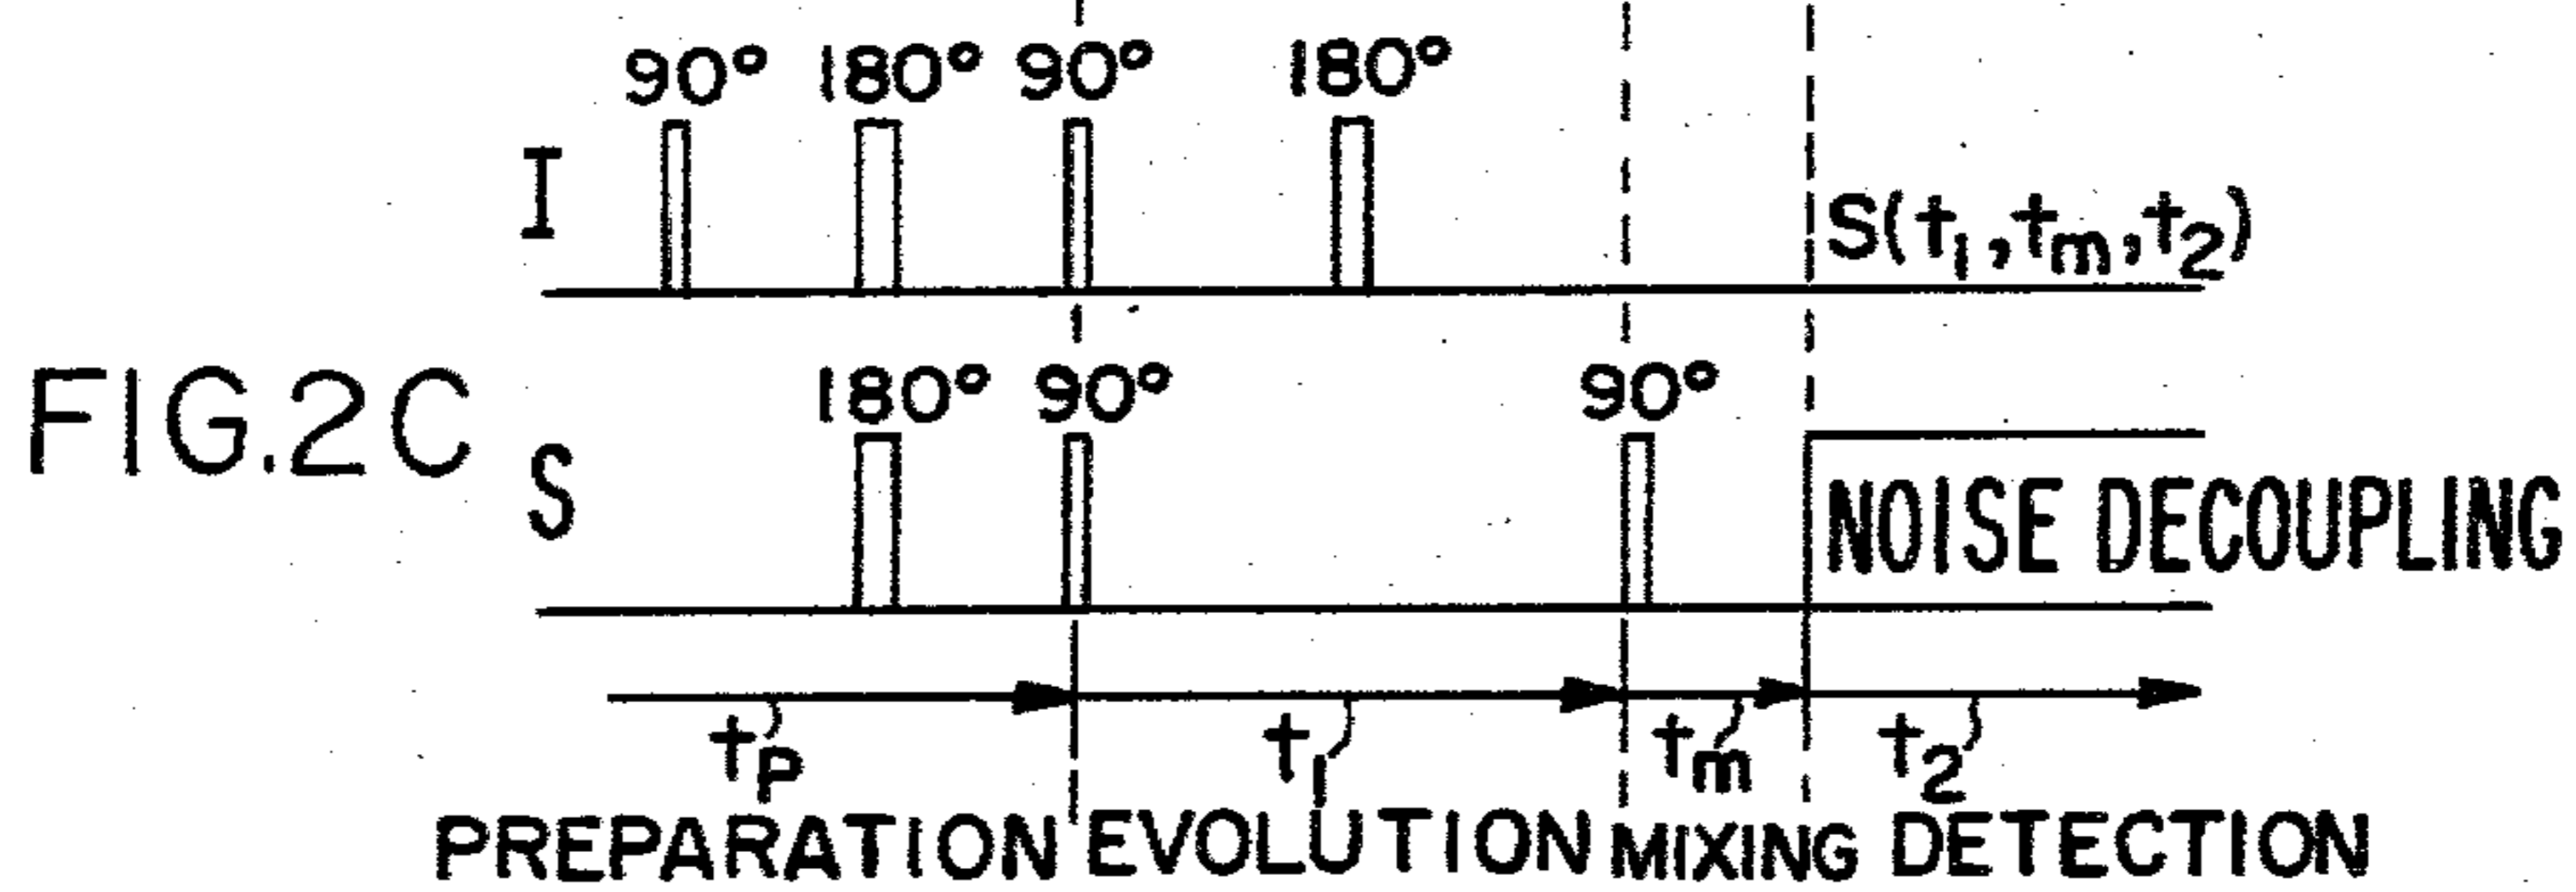 90° 180° 90° 180°
I
S(t1,tm,t2)
FIG.2C
180° 90° 90°
S
NOISE DECOUPLING
tp t1 tm t2
PREPARATION EVOLUTION MIXING DETECTION